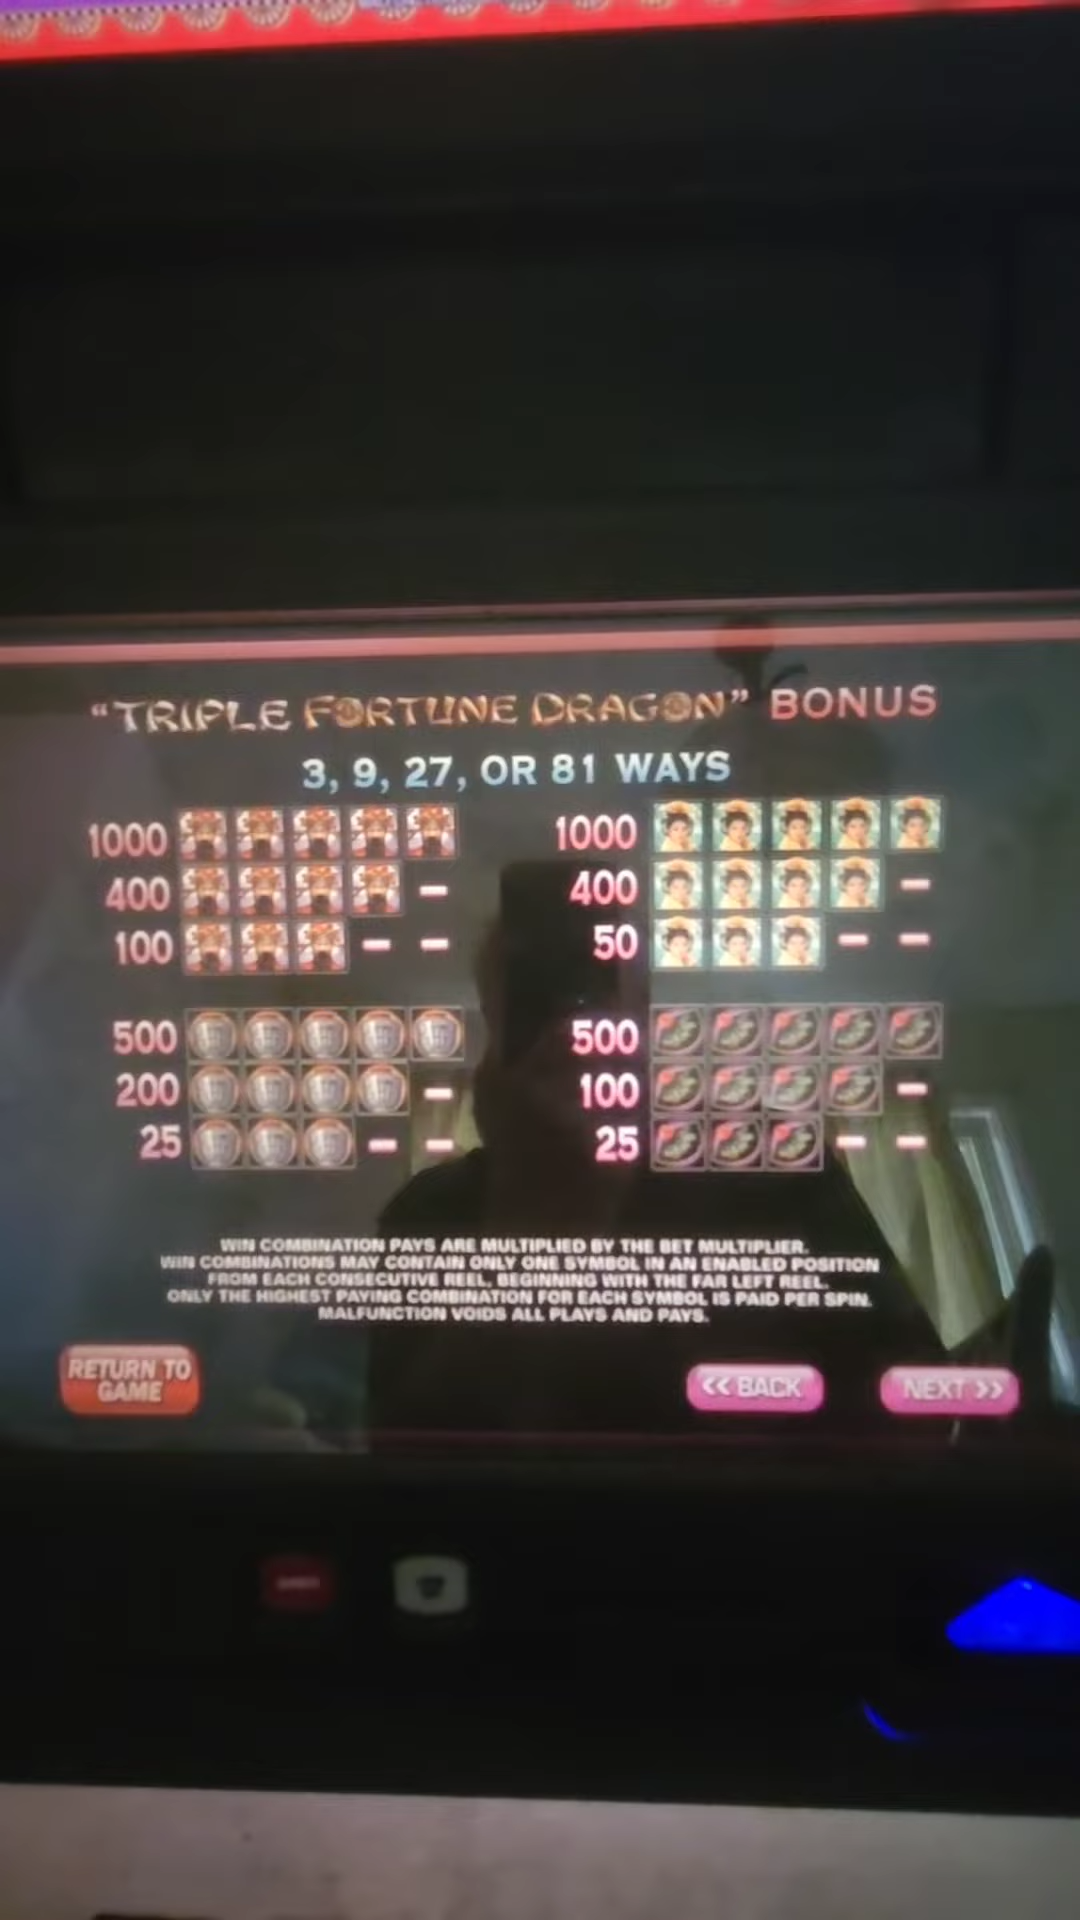 "TRIPLE FORTUNE DRAGON" BONUS
3, 9, 27, OR 81 WAYS
1000
400 –
100 – –
1000
400 –
50 – –
500
200 –
25 – –
500
100 –
25 – –
WIN COMBINATION PAYS ARE MULTIPLIED BY THE BET MULTIPLIER.
WIN COMBINATIONS MAY CONTAIN ONLY ONE SYMBOL IN AN ENABLED POSITION
FROM EACH CONSECUTIVE REEL, BEGINNING WITH THE FAR LEFT REEL.
ONLY THE HIGHEST PAYING COMBINATION FOR EACH SYMBOL IS PAID PER SPIN.
MALFUNCTION VOIDS ALL PLAYS AND PAYS.
RETURN TO
GAME
<< BACK
NEXT >>